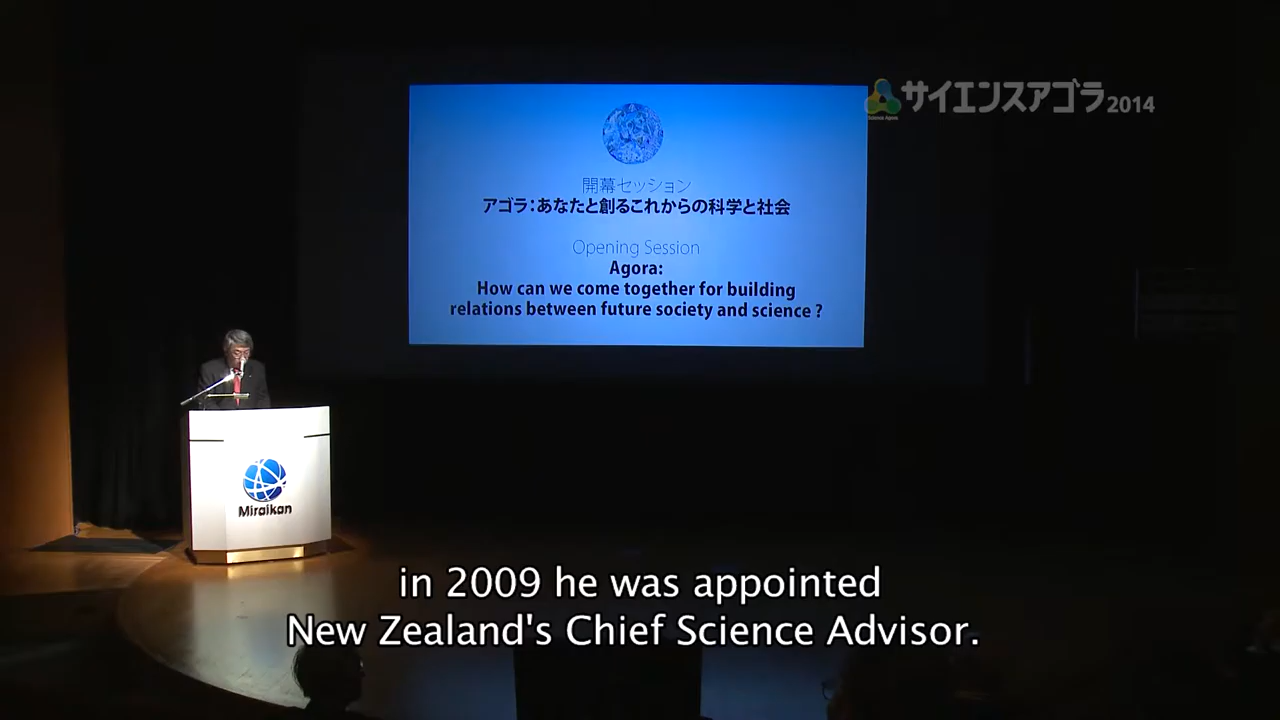 サイエンスアゴラ2014
Science Agora
開幕セッション
アゴラ:あなたと創るこれからの科学と社会
Opening Session
Agora:
How can we come together for building
relations between future society and science ?
Miraikan
in 2009 he was appointed
New Zealand's Chief Science Advisor.